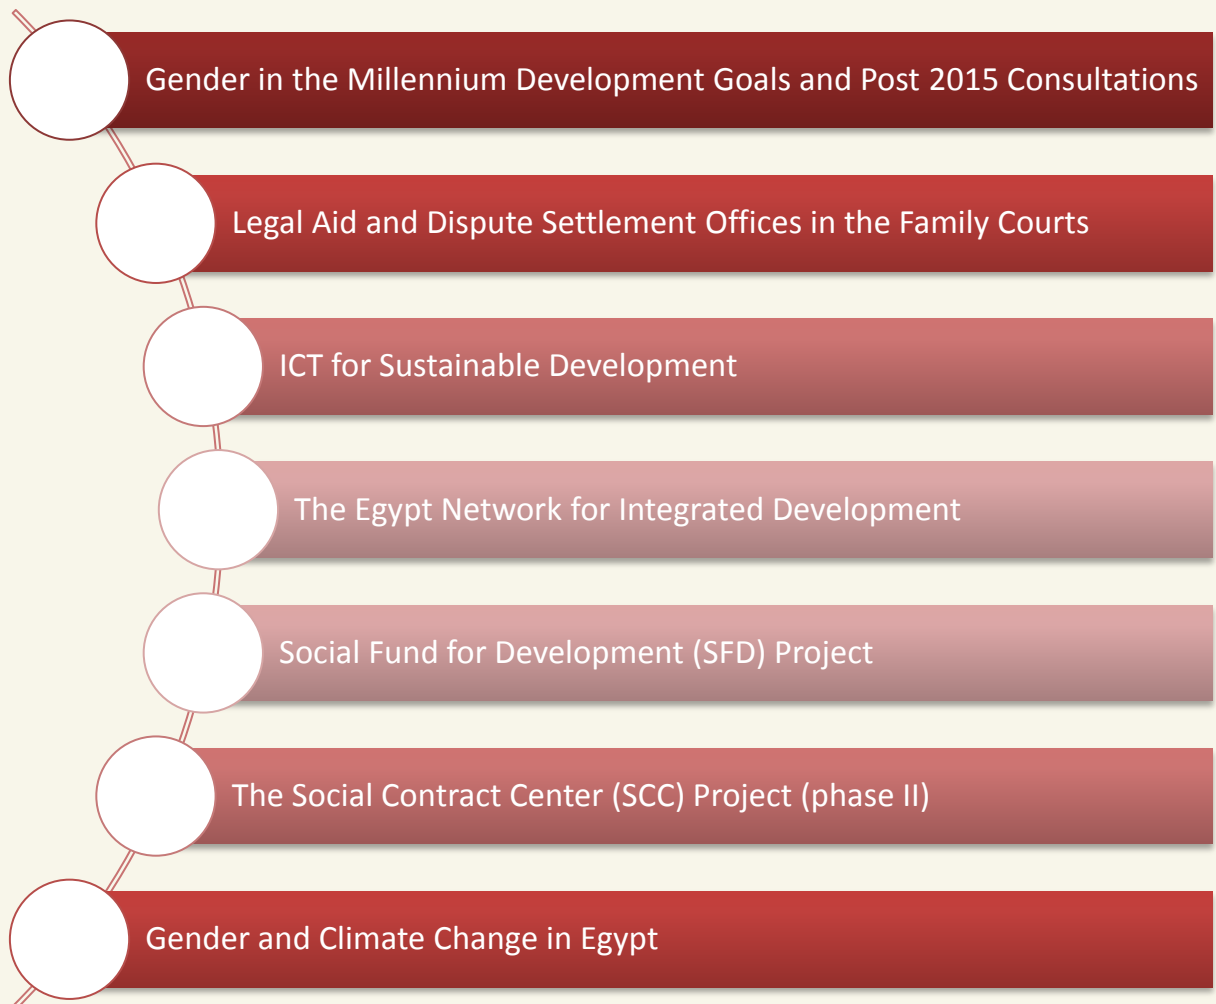 Gender in the Millennium Development Goals and Post 2015 Consultations
Legal Aid and Dispute Settlement Offices in the Family Courts
ICT for Sustainable Development
The Egypt Network for Integrated Development
Social Fund for Development (SFD) Project
The Social Contract Center (SCC) Project (phase II)
Gender and Climate Change in Egypt